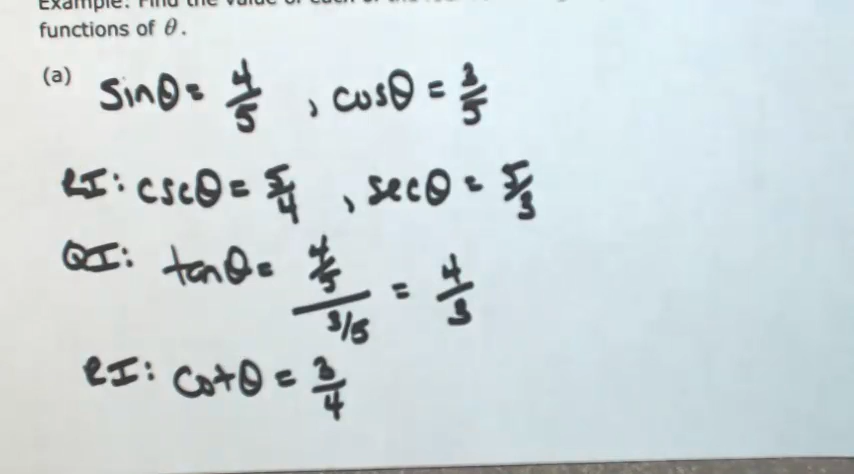 functions of θ.
(a) sinθ = 4/5 , cosθ = 3/5
RI: cscθ = 5/4 , secθ = 5/3
QI: tanθ = (4/5)/(3/5) = 4/3
RI: cotθ = 3/4